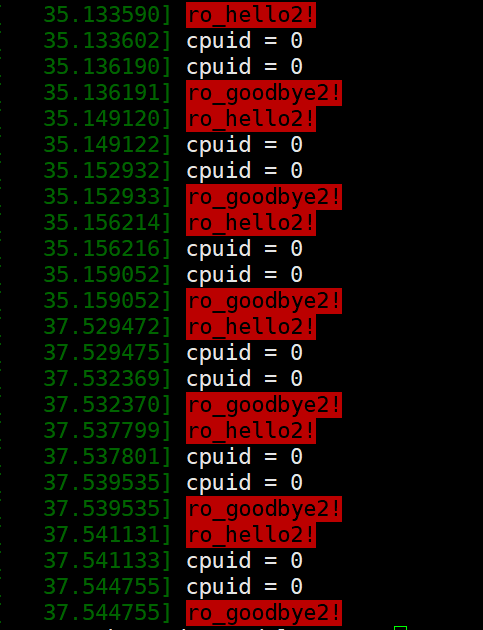 35.133590] ro_hello2!
35.133602] cpuid = 0
35.136190] cpuid = 0
35.136191] ro_goodbye2!
35.149120] ro_hello2!
35.149122] cpuid = 0
35.152932] cpuid = 0
35.152933] ro_goodbye2!
35.156214] ro_hello2!
35.156216] cpuid = 0
35.159052] cpuid = 0
35.159052] ro_goodbye2!
37.529472] ro_hello2!
37.529475] cpuid = 0
37.532369] cpuid = 0
37.532370] ro_goodbye2!
37.537799] ro_hello2!
37.537801] cpuid = 0
37.539535] cpuid = 0
37.539535] ro_goodbye2!
37.541131] ro_hello2!
37.541133] cpuid = 0
37.544755] cpuid = 0
37.544755] ro_goodbye2!